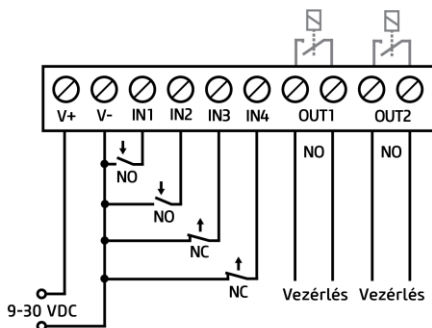 V+ V- IN1 IN2 IN3 IN4 OUT1 OUT2
NO NO
NO
NO
NC
NC
9-30 VDC
Vezérlés Vezérlés